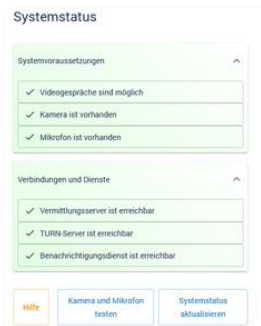 Systemstatus
Systemvoraussetzungen
Videogespräche sind möglich
Kamera ist vorhanden
Mikrofon ist vorhanden
Verbindungen und Dienste
Vermittlungsserver ist erreichbar
TURN-Server ist erreichbar
Benachrichtigungsdienst ist erreichbar
Hilfe
Kamera und Mikrofon
testen
Systemstatus
aktualisieren